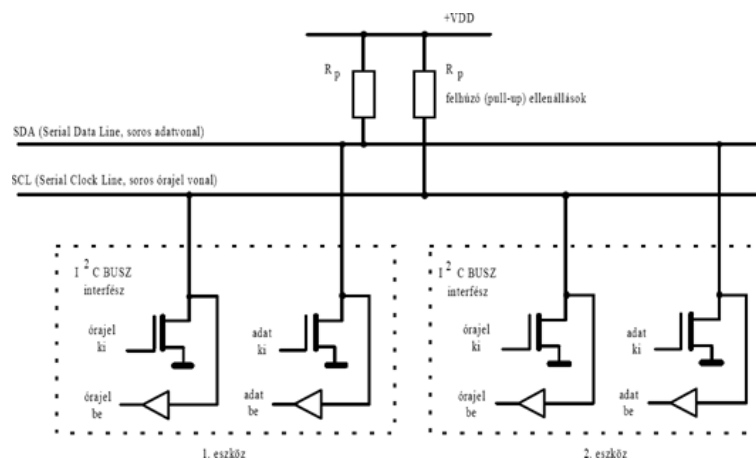 +VDD
R p
R p
felhúzó (pull-up) ellenállások
SDA (Serial Data Line, soros adatvonal)
SCL (Serial Clock Line, soros órajel vonal)
I 2 C BUSZ
interfész
órajel
ki
adat
ki
órajel
be
adat
be
1. eszköz
I 2 C BUSZ
interfész
órajel
ki
adat
ki
órajel
be
adat
be
2. eszköz